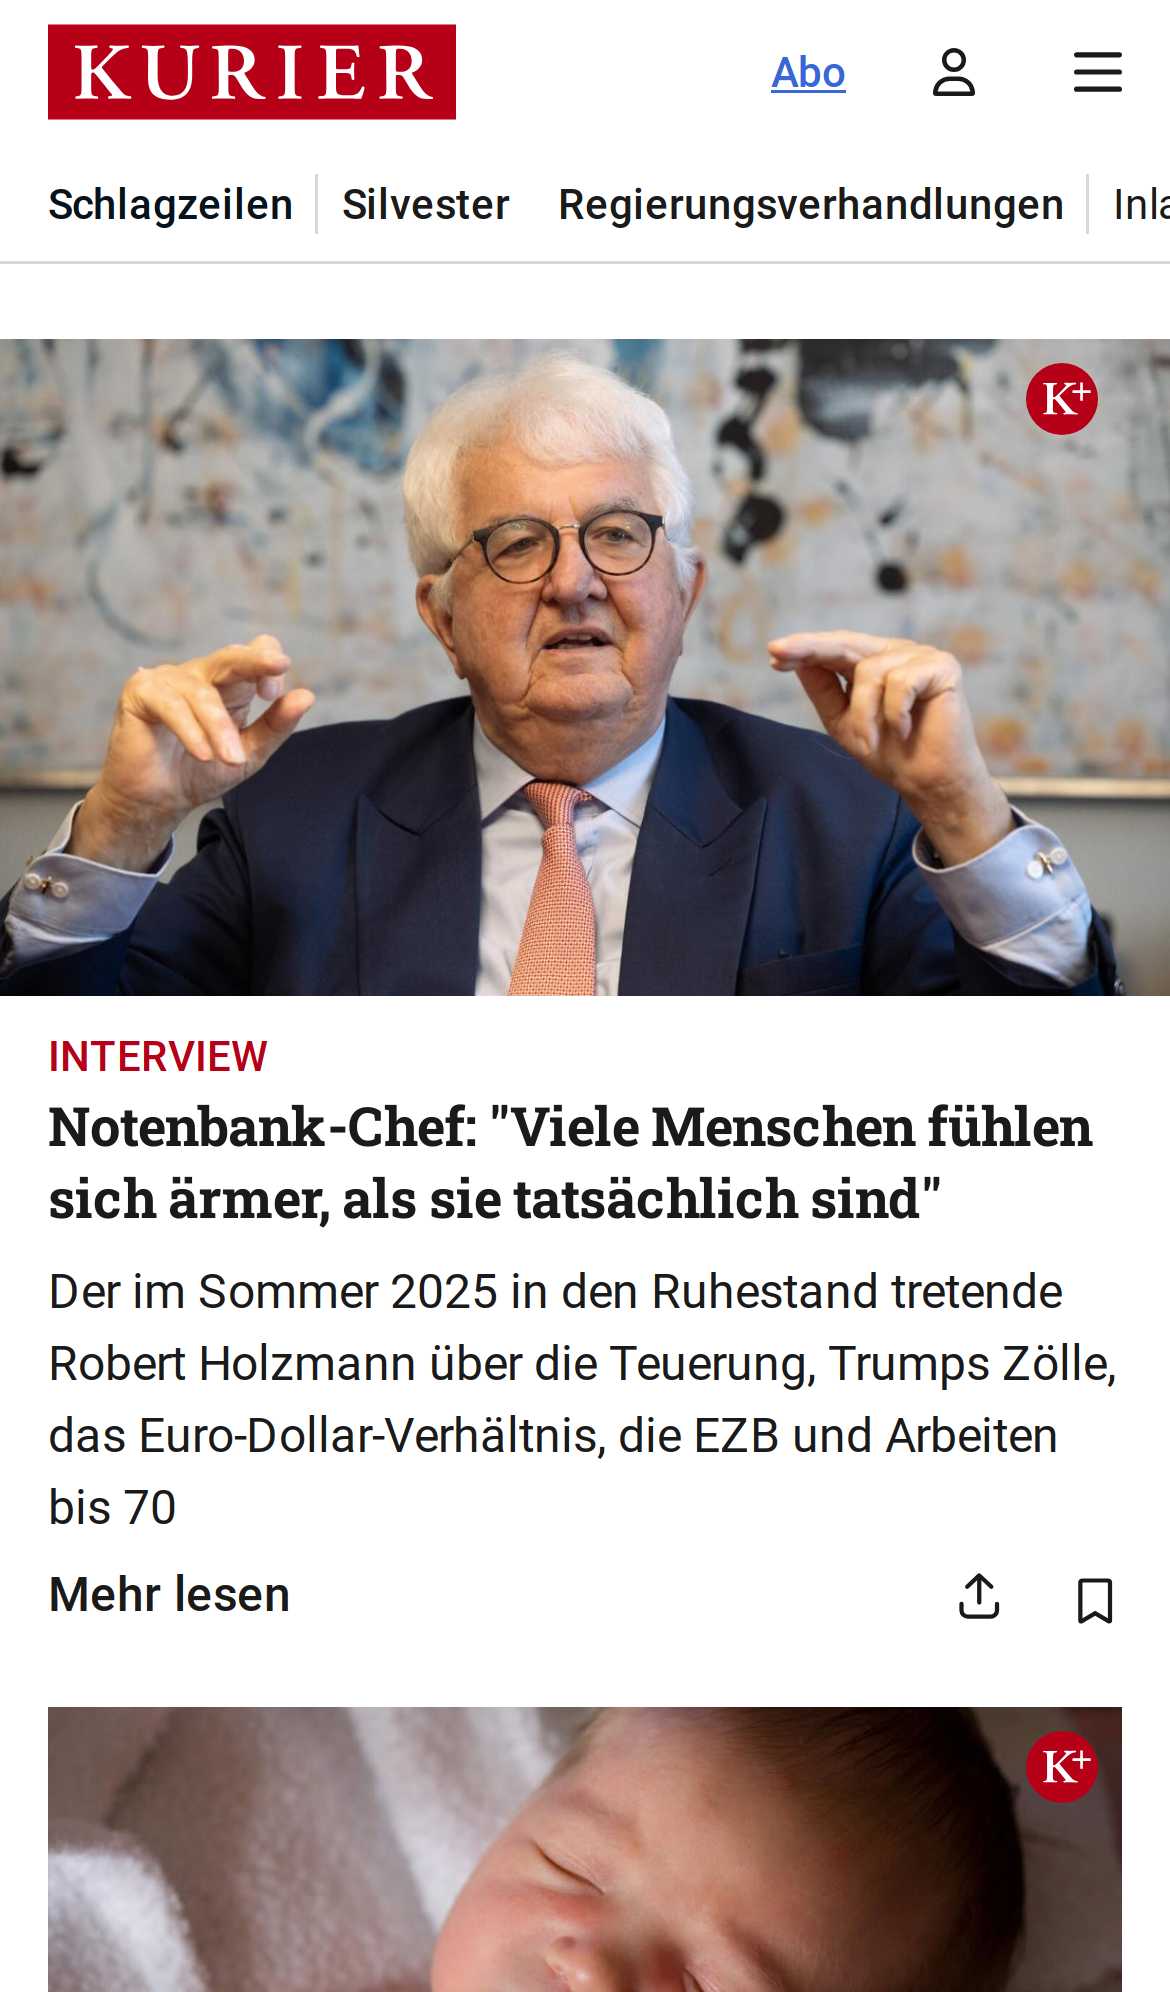 KURIER
Abo
Schlagzeilen
Silvester
Regierungsverhandlungen
Inla
K+
INTERVIEW
Notenbank-Chef: "Viele Menschen fühlen
sich ärmer, als sie tatsächlich sind"
Der im Sommer 2025 in den Ruhestand tretende
Robert Holzmann über die Teuerung, Trumps Zölle,
das Euro-Dollar-Verhältnis, die EZB und Arbeiten
bis 70
Mehr lesen
K+